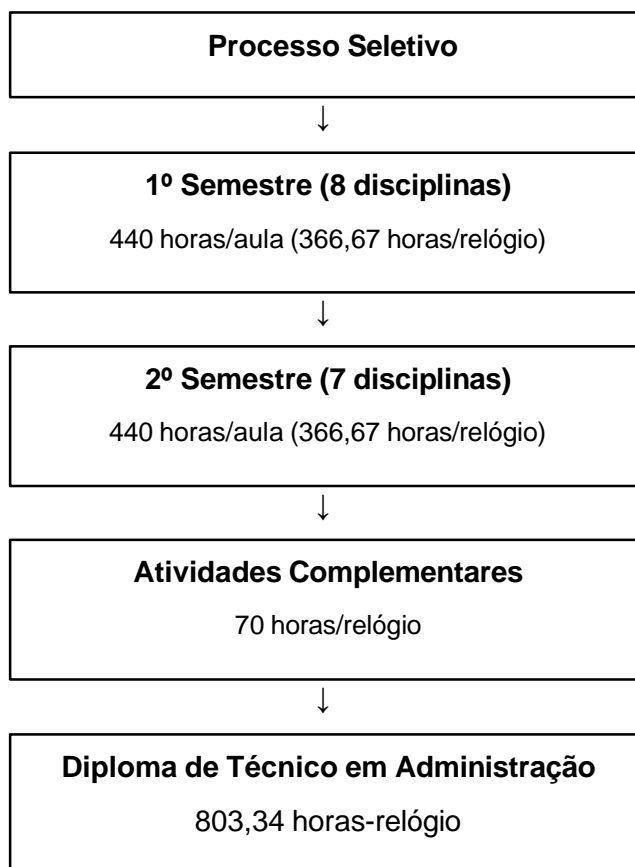 Processo Seletivo
↓
1º Semestre (8 disciplinas)
440 horas/aula (366,67 horas/relógio)
↓
2º Semestre (7 disciplinas)
440 horas/aula (366,67 horas/relógio)
↓
Atividades Complementares
70 horas/relógio
↓
Diploma de Técnico em Administração
803,34 horas-relógio